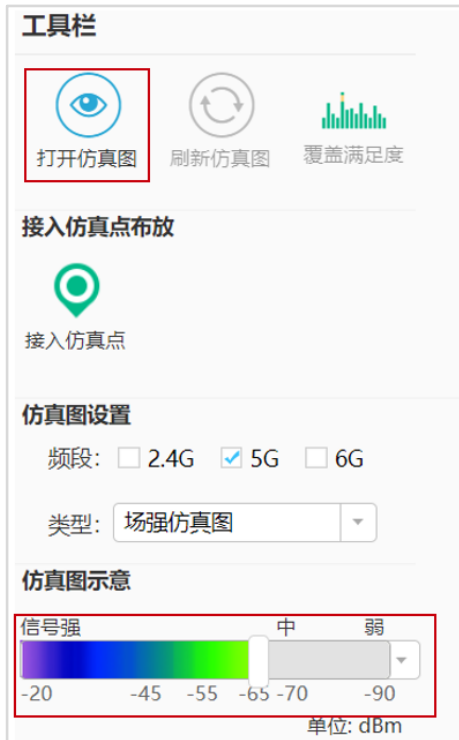 工具栏
打开仿真图 刷新仿真图 覆盖满足度
接入仿真点布放
接入仿真点
仿真图设置
频段: 2.4G 5G 6G
类型: 场强仿真图
仿真图示意
信号强 中 弱
-20 -45 -55 -65 -70 -90
单位: dBm